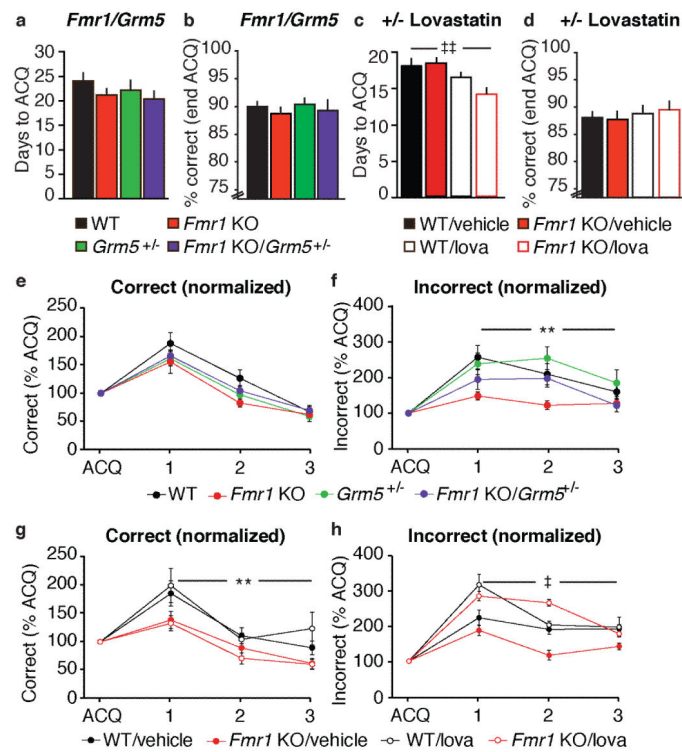 a Fmr1/Grm5 b Fmr1/Grm5 c +/- Lovastatin d +/- Lovastatin
Days to ACQ
30
25
20
15
10
5
0
% correct (end ACQ)
100
95
90
85
80
75
‡‡
Days to ACQ
20
15
10
5
0
% correct (end ACQ)
100
95
90
85
80
75
WT Fmr1 KO
Grm5+/- Fmr1 KO/Grm5+/-
WT/vehicle Fmr1 KO/vehicle
WT/lova Fmr1 KO/lova
e Correct (normalized)
Correct (% ACQ)
250
200
150
100
50
0
ACQ 1 2 3
f Incorrect (normalized)
**
Incorrect (% ACQ)
400
300
200
100
0
ACQ 1 2 3
WT Fmr1 KO Grm5+/- Fmr1 KO/Grm5+/-
g Correct (normalized)
**
Correct (% ACQ)
250
200
150
100
50
0
ACQ 1 2 3
h Incorrect (normalized)
‡
Incorrect (% ACQ)
400
300
200
100
0
ACQ 1 2 3
WT/vehicle Fmr1 KO/vehicle WT/lova Fmr1 KO/lova